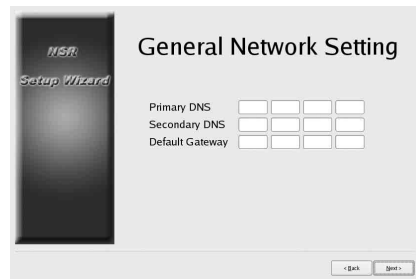 NSR
Setup Wizard
General Network Setting
Primary DNS
Secondary DNS
Default Gateway
< Back
Next >